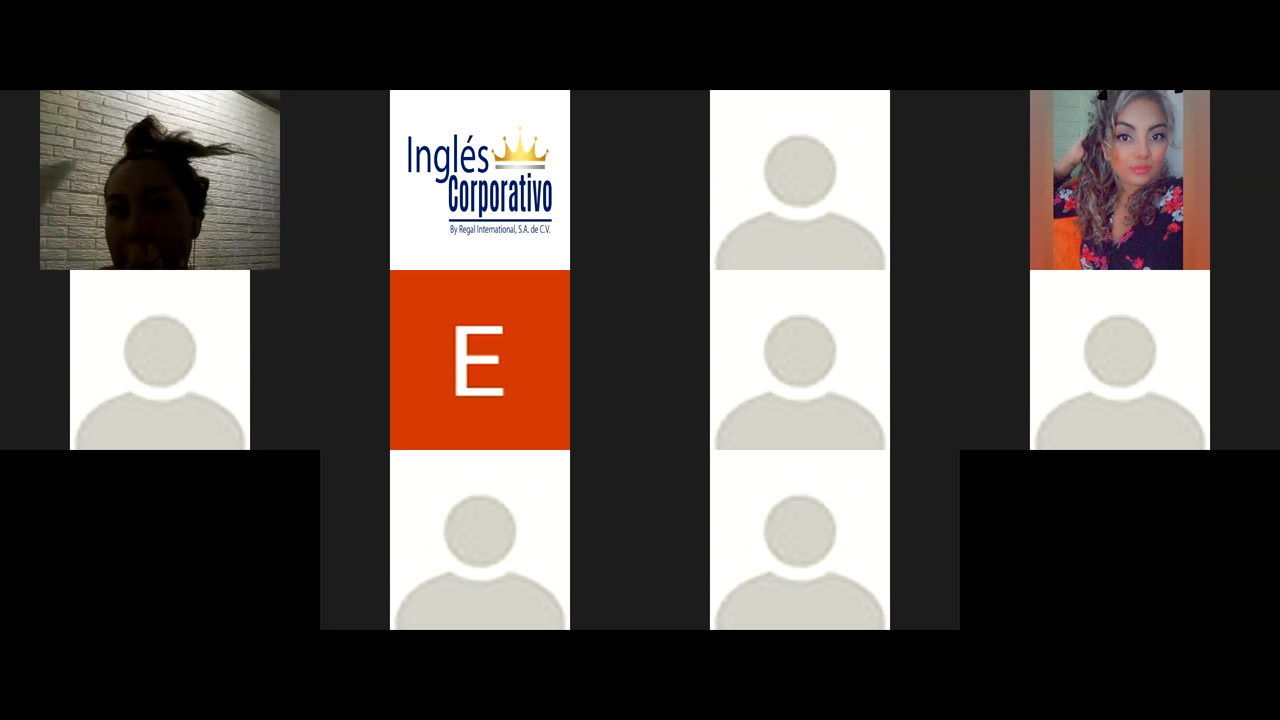 Inglés
Corporativo
By Regal International, S.A. de C.V.
E